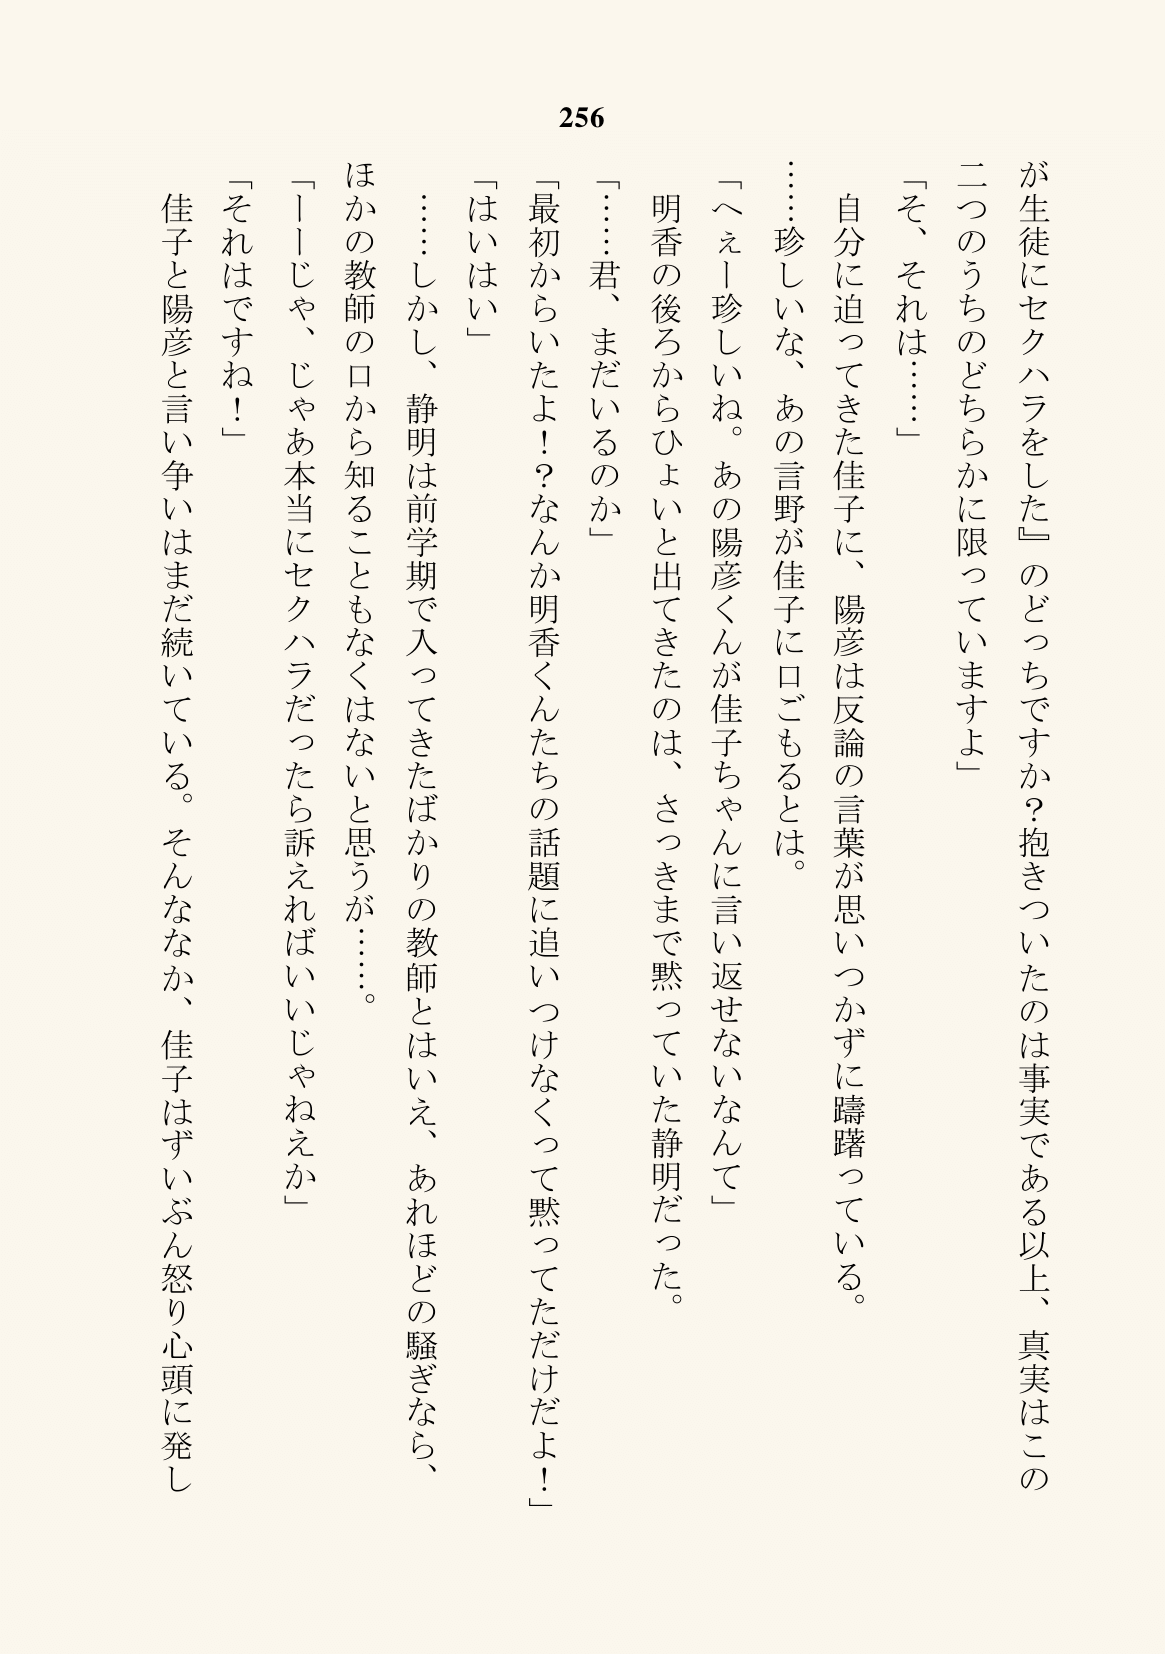 256
が生徒にセクハラをした』のどっちですか？抱きついたのは事実である以上、真実はこの
二つのうちのどちらかに限っていますよ」
「そ、それは……」
　自分に迫ってきた佳子に、陽彦は反論の言葉が思いつかずに躊躇っている。
……珍しいな、あの言野が佳子に口ごもるとは。
「へぇー珍しいね。あの陽彦くんが佳子ちゃんに言い返せないなんて」
　明香の後ろからひょいと出てきたのは、さっきまで黙っていた静明だった。
「……君、まだいるのか」
「最初からいたよ！？なんか明香くんたちの話題に追いつけなくって黙ってただけだよ！」
「はいはい」
　……しかし、静明は前学期で入ってきたばかりの教師とはいえ、あれほどの騒ぎなら、
ほかの教師の口から知ることもなくはないと思うが……。
「ーーじゃ、じゃあ本当にセクハラだったら訴えればいいじゃねえか」
「それはですね！」
　佳子と陽彦と言い争いはまだ続いている。そんななか、佳子はずいぶん怒り心頭に発し